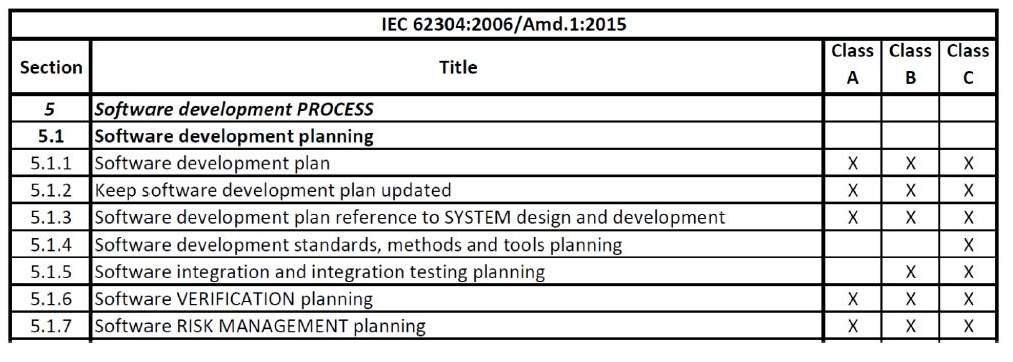 IEC 62304:2006/Amd.1:2015
Section Title Class A Class B Class C
5 Software development PROCESS
5.1 Software development planning
5.1.1 Software development plan X X X
5.1.2 Keep software development plan updated X X X
5.1.3 Software development plan reference to SYSTEM design and development X X X
5.1.4 Software development standards, methods and tools planning X
5.1.5 Software integration and integration testing planning X X
5.1.6 Software VERIFICATION planning X X X
5.1.7 Software RISK MANAGEMENT planning X X X